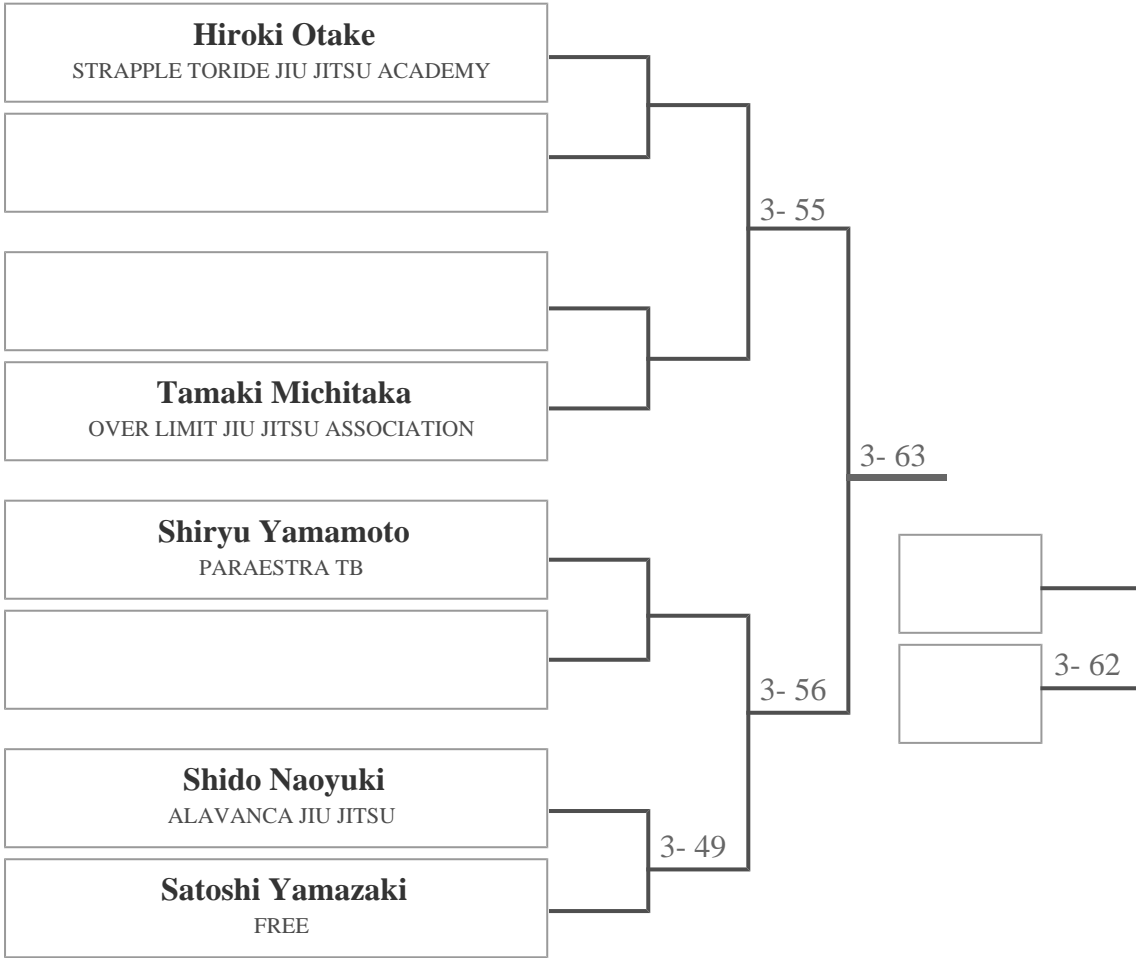 Hiroki Otake
STRAPPLE TORIDE JIU JITSU ACADEMY
3- 55
Tamaki Michitaka
OVER LIMIT JIU JITSU ASSOCIATION
3- 63
Shiryu Yamamoto
PARAESTRA TB
3- 62
3- 56
Shido Naoyuki
ALAVANCA JIU JITSU
3- 49
Satoshi Yamazaki
FREE